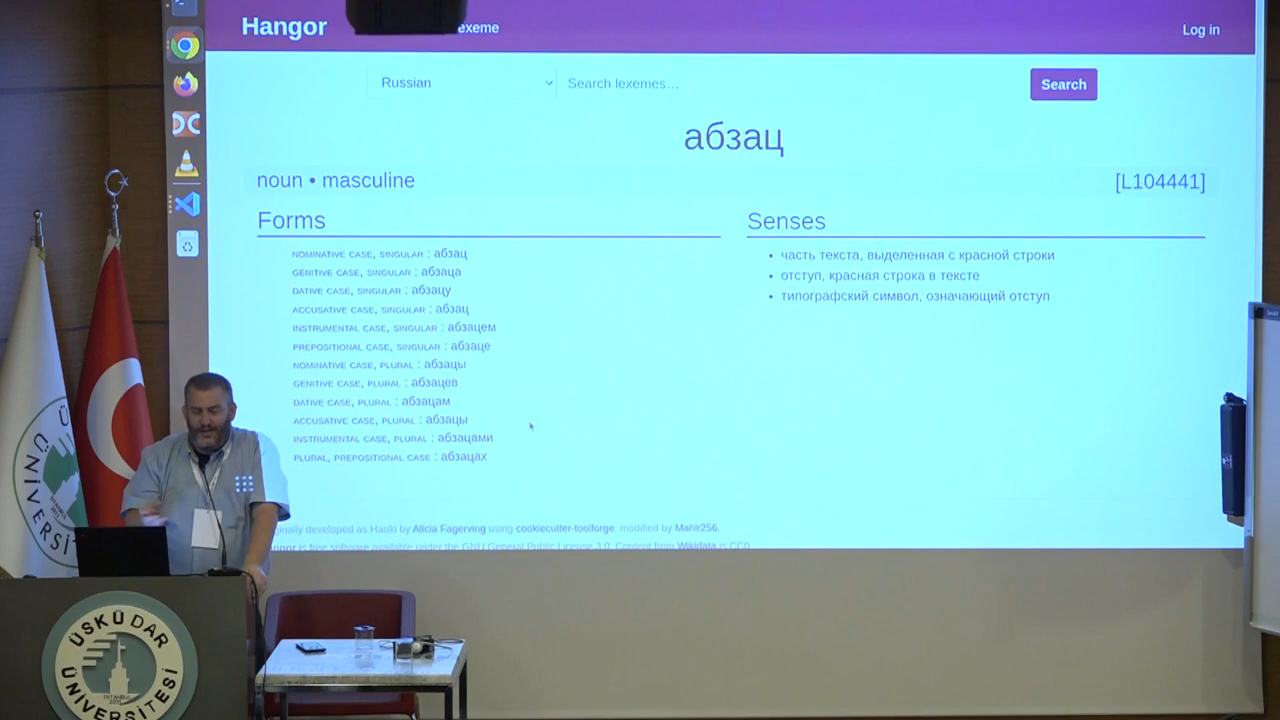 Hangor
exeme
Log in
Russian
Search lexemes…
Search
абзац
noun • masculine
[L104441]
Forms
NOMINATIVE CASE, SINGULAR : абзац
GENITIVE CASE, SINGULAR : абзаца
DATIVE CASE, SINGULAR : абзацу
ACCUSATIVE CASE, SINGULAR : абзац
INSTRUMENTAL CASE, SINGULAR : абзацем
PREPOSITIONAL CASE, SINGULAR : абзаце
NOMINATIVE CASE, PLURAL : абзацы
GENITIVE CASE, PLURAL : абзацев
DATIVE CASE, PLURAL : абзацам
ACCUSATIVE CASE, PLURAL : абзацы
INSTRUMENTAL CASE, PLURAL : абзацами
PLURAL, PREPOSITIONAL CASE : абзацах
Senses
часть текста, выделенная с красной строки
отступ, красная строка в тексте
типографский символ, означающий отступ
ginally developed as Hauki by Alicia Fagerving using cookiecutter-toolforge; modified by Mahir256.
angor is free software available under the GNU General Public License 3.0. Content from Wikidata is CC0
ÜSKÜDAR
ÜNİVERSİTESİ
İSTANBUL
2011